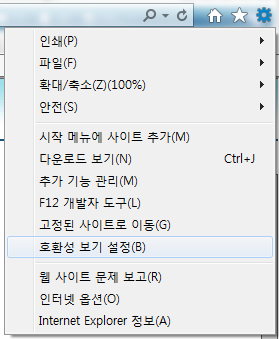 인쇄(P)
파일(F)
확대/축소(Z)(100%)
안전(S)
시작 메뉴에 사이트 추가(M)
다운로드 보기(N) Ctrl+J
추가 기능 관리(M)
F12 개발자 도구(L)
고정된 사이트로 이동(G)
호환성 보기 설정(B)
웹 사이트 문제 보고(R)
인터넷 옵션(O)
Internet Explorer 정보(A)